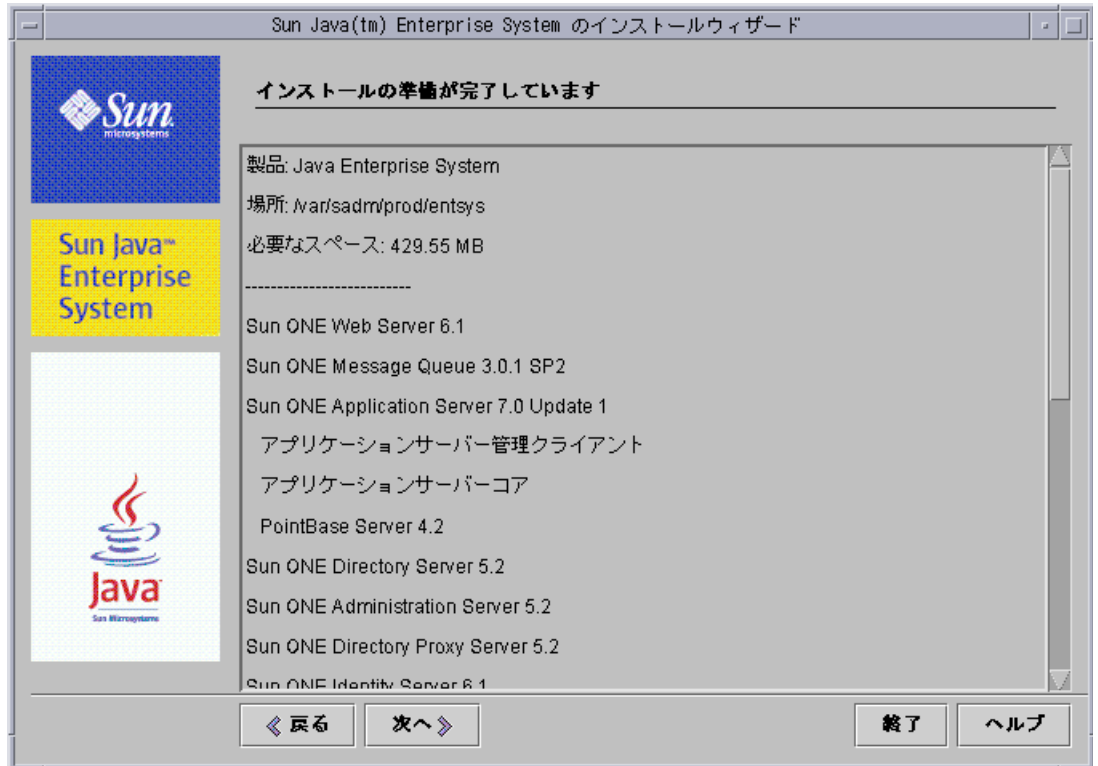 Sun Java(tm) Enterprise System のインストールウィザード
Sun
microsystems
Sun Java™
Enterprise
System
Java
Sun Microsystems
インストールの準備が完了しています
製品: Java Enterprise System
場所: /var/sadm/prod/entsys
必要なスペース: 429.55 MB
--------------------------
Sun ONE Web Server 6.1
Sun ONE Message Queue 3.0.1 SP2
Sun ONE Application Server 7.0 Update 1
アプリケーションサーバー管理クライアント
アプリケーションサーバーコア
PointBase Server 4.2
Sun ONE Directory Server 5.2
Sun ONE Administration Server 5.2
Sun ONE Directory Proxy Server 5.2
Sun ONE Identity Server 6.1
戻る
次へ
終了
ヘルプ